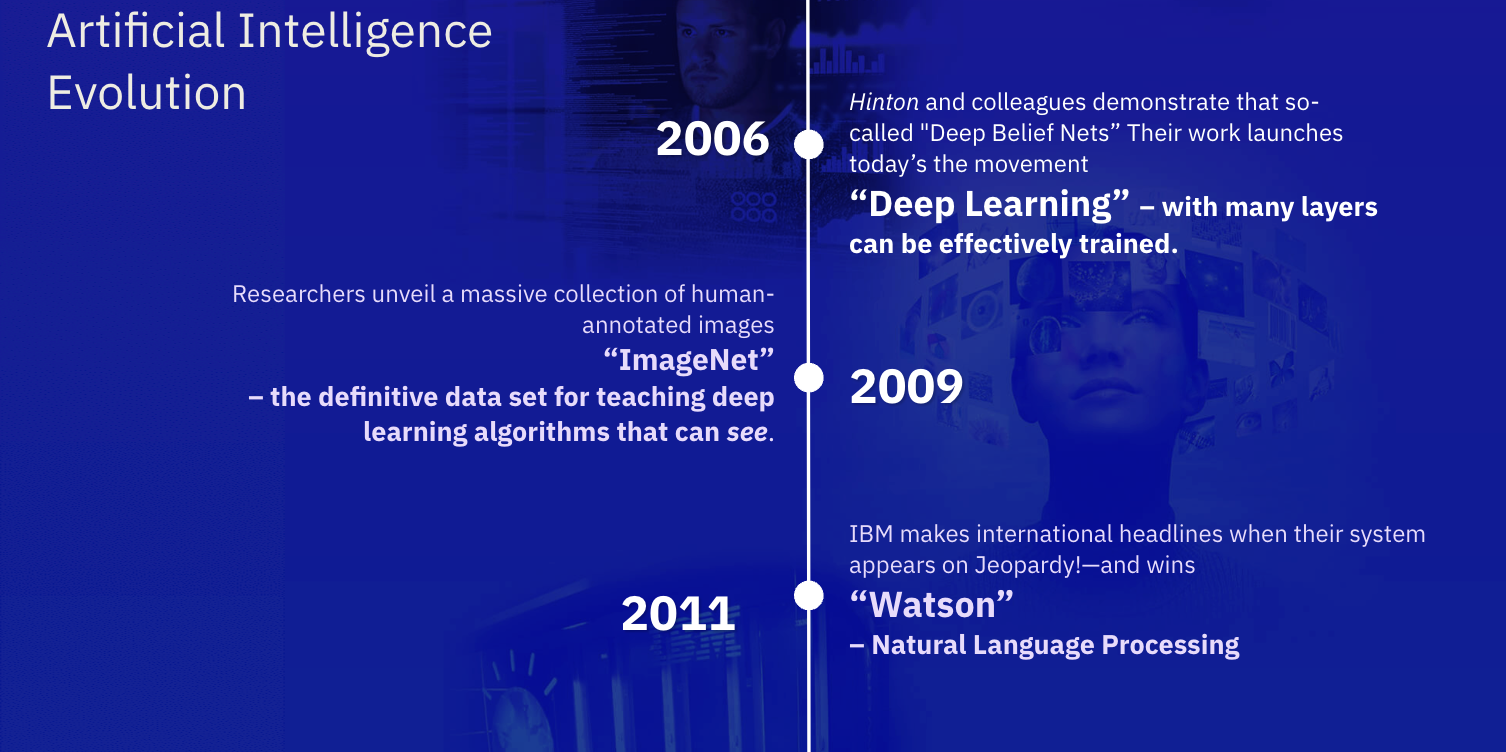 Artificial Intelligence
Evolution
2006
Hinton and colleagues demonstrate that so-
called "Deep Belief Nets” Their work launches
today’s the movement
“Deep Learning” – with many layers
can be effectively trained.
Researchers unveil a massive collection of human-
annotated images
“ImageNet”
– the definitive data set for teaching deep
learning algorithms that can see.
2009
2011
IBM makes international headlines when their system
appears on Jeopardy!—and wins
“Watson”
– Natural Language Processing
IBM